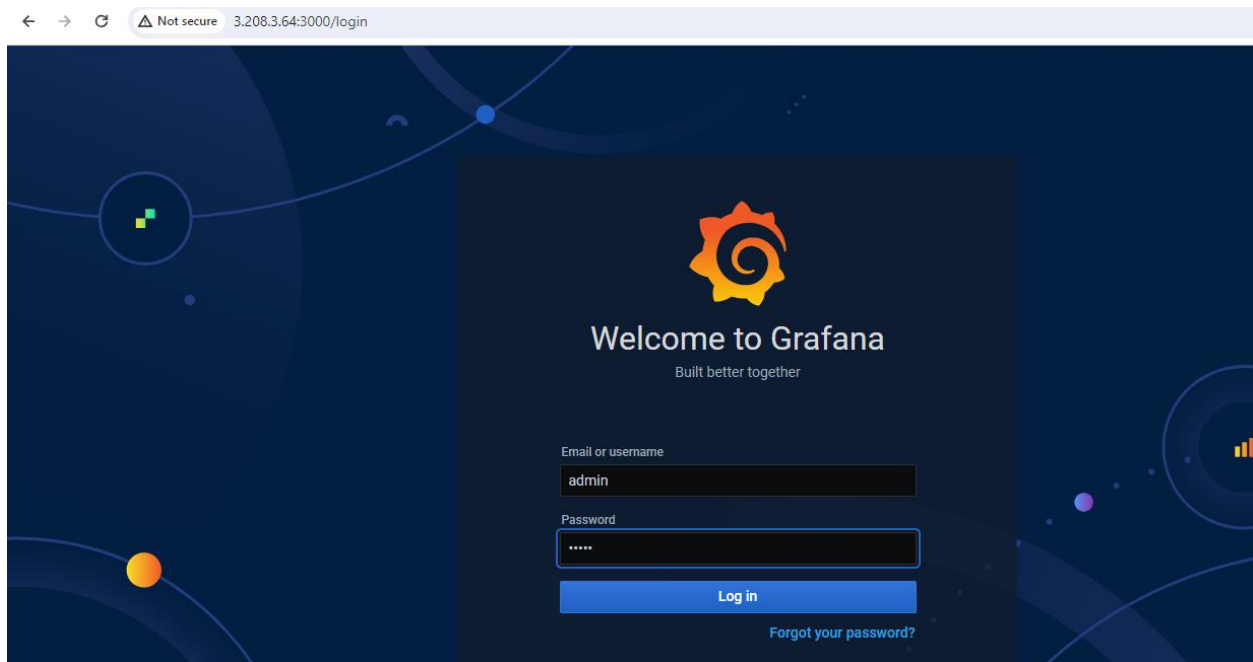 Not secure 3.208.3.64:3000/login
Welcome to Grafana
Built better together
Email or username
admin
Password
•••••
Log in
Forgot your password?